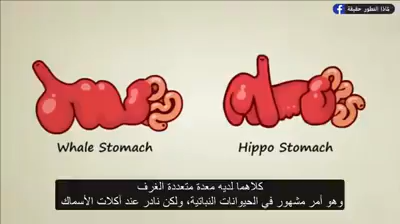 لماذا التطور حقيقة
Whale Stomach
Hippo Stomach
كلاهما لديه معدة متعددة الغرف
وهو أمر مشهور في الحيوانات النباتية، ولكن نادر عند أكلات الأسماك